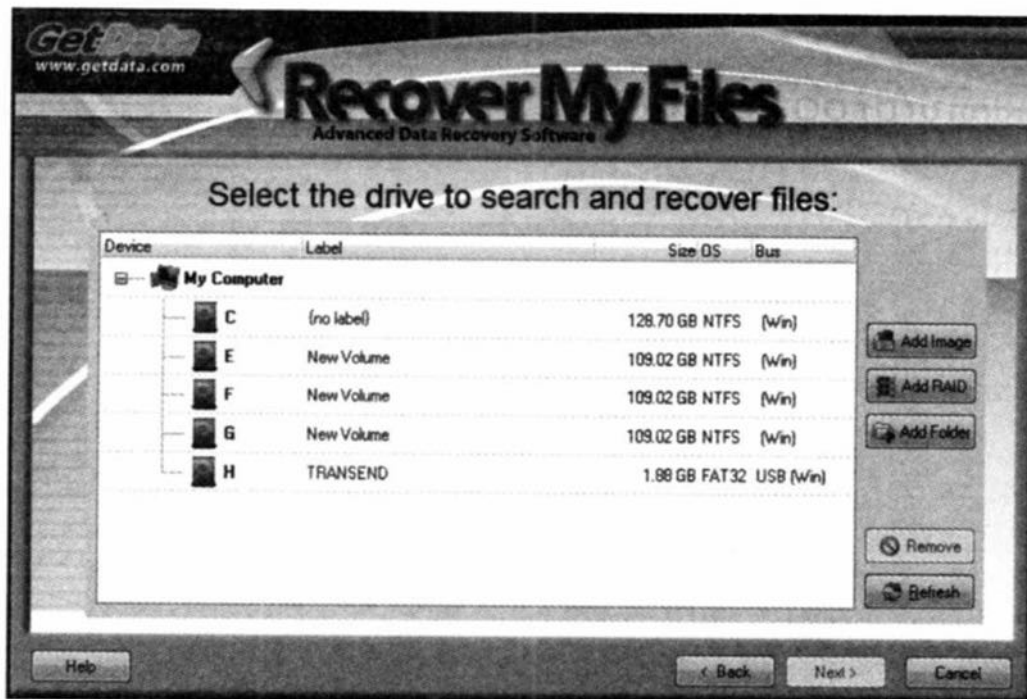 GetData
www.getdata.com
Recover My Files
Advanced Data Recovery Software
Select the drive to search and recover files:
Device Label Size OS Bus
My Computer
C {no label} 128.70 GB NTFS (Win)
E New Volume 109.02 GB NTFS (Win)
F New Volume 109.02 GB NTFS (Win)
G New Volume 109.02 GB NTFS (Win)
H TRANSEND 1.88 GB FAT32 USB (Win)
Add Image
Add RAID
Add Folder
Remove
Refresh
Help < Back Next > Cancel